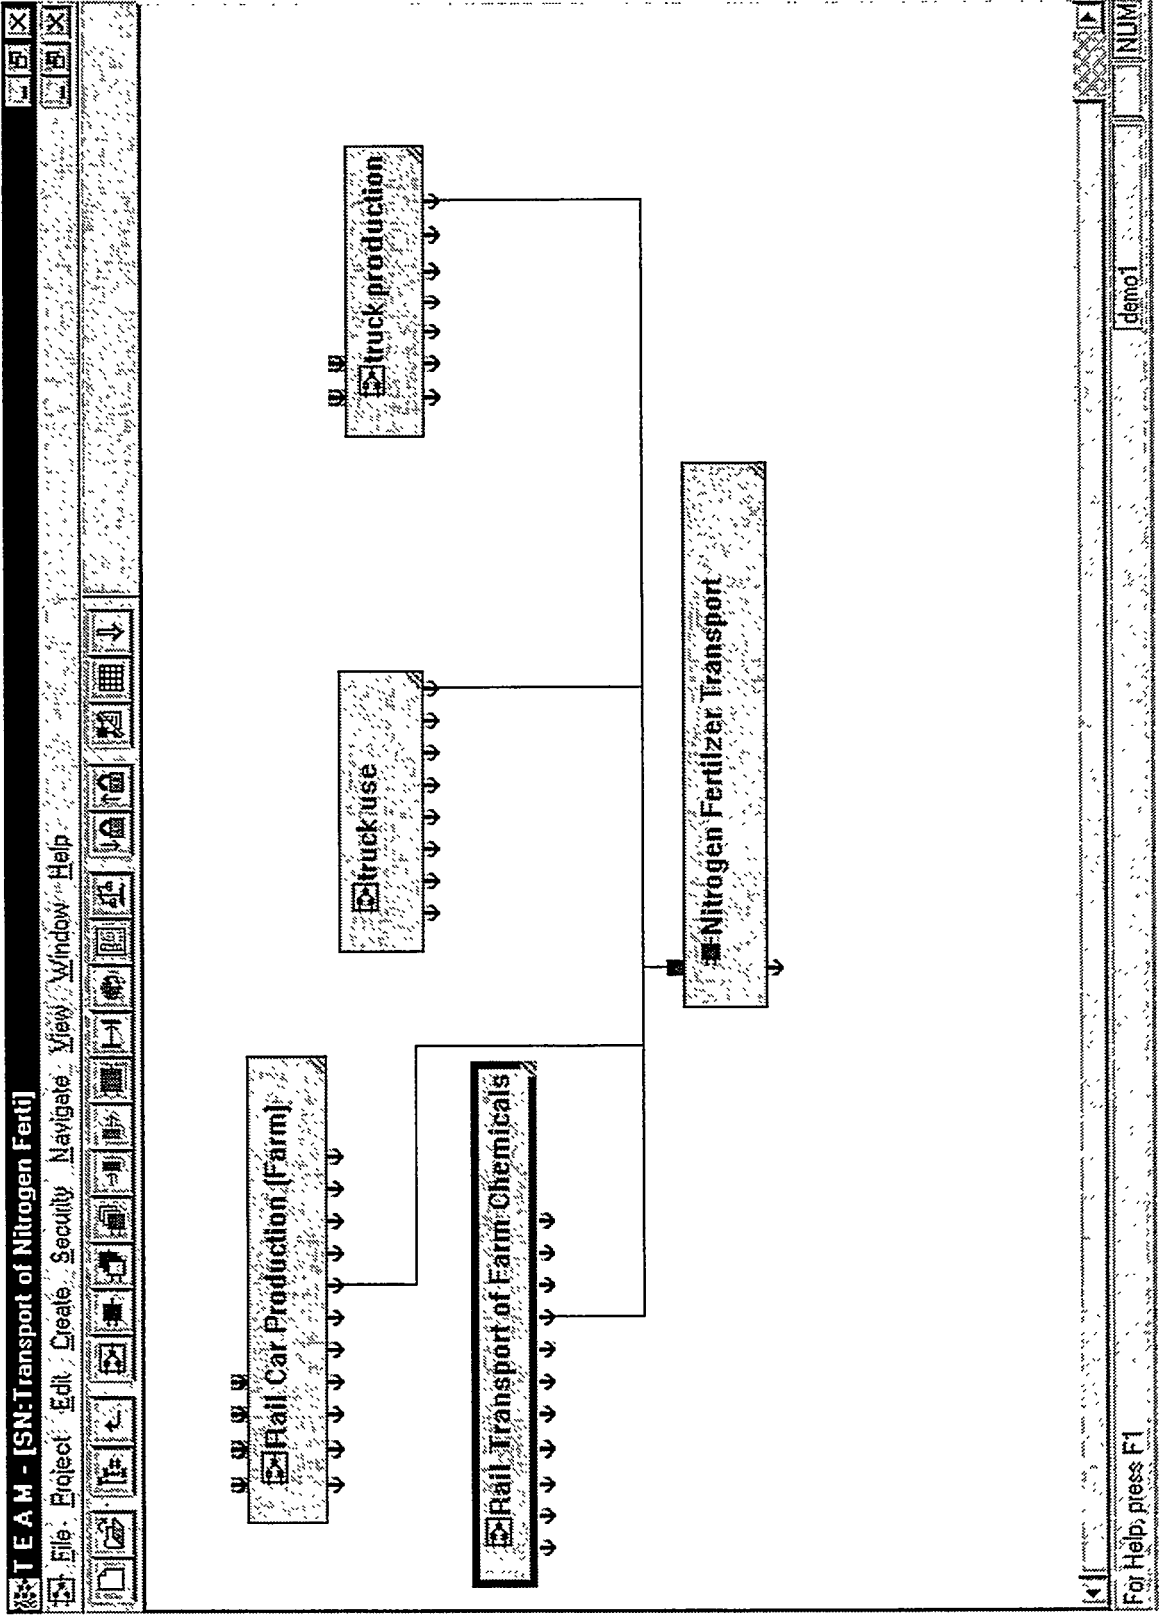 T E A M - [SN:Transport of Nitrogen Ferti]
File Project Edit Create Security Navigate View Window Help
Rail Car Production (Farm)
truck use
truck production
Rail Transport of Farm Chemicals
Nitrogen Fertilzer Transport
For Help, press F1
demo1
NUM